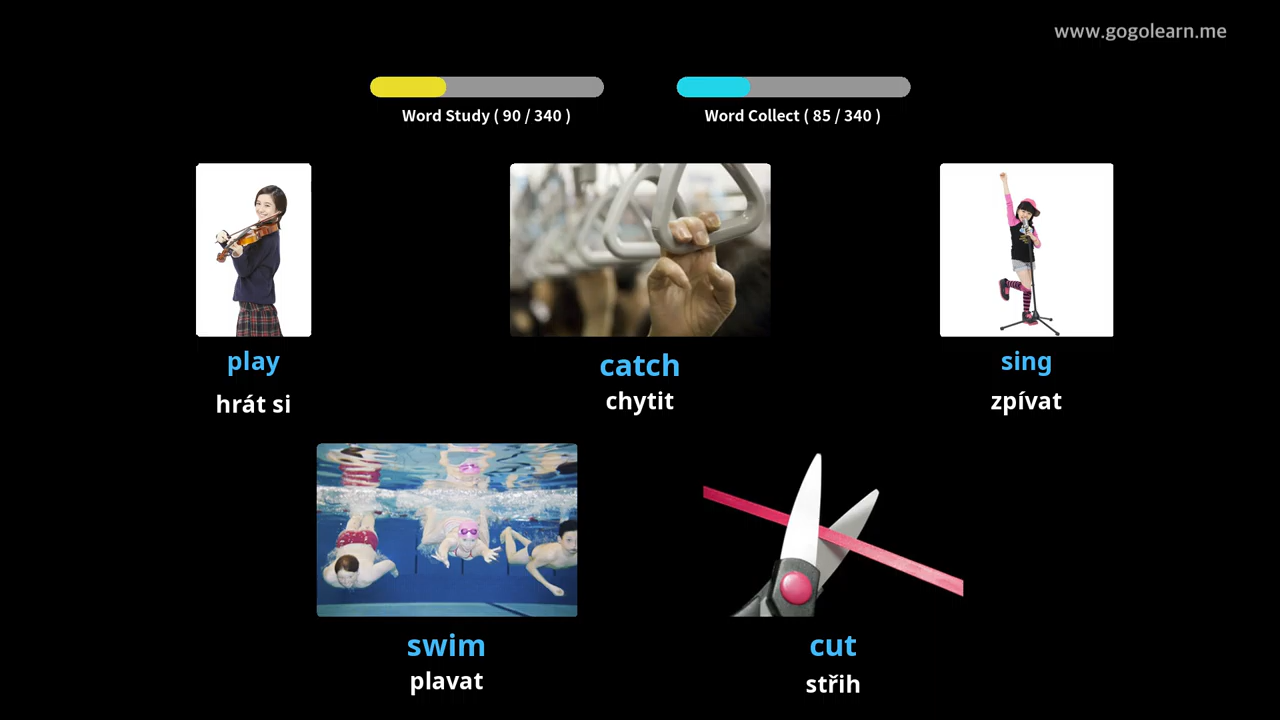 www.gogolearn.me
Word Study ( 90 / 340 )
Word Collect ( 85 / 340 )
play
catch
sing
hrát si
chytit
zpívat
swim
cut
plavat
střih